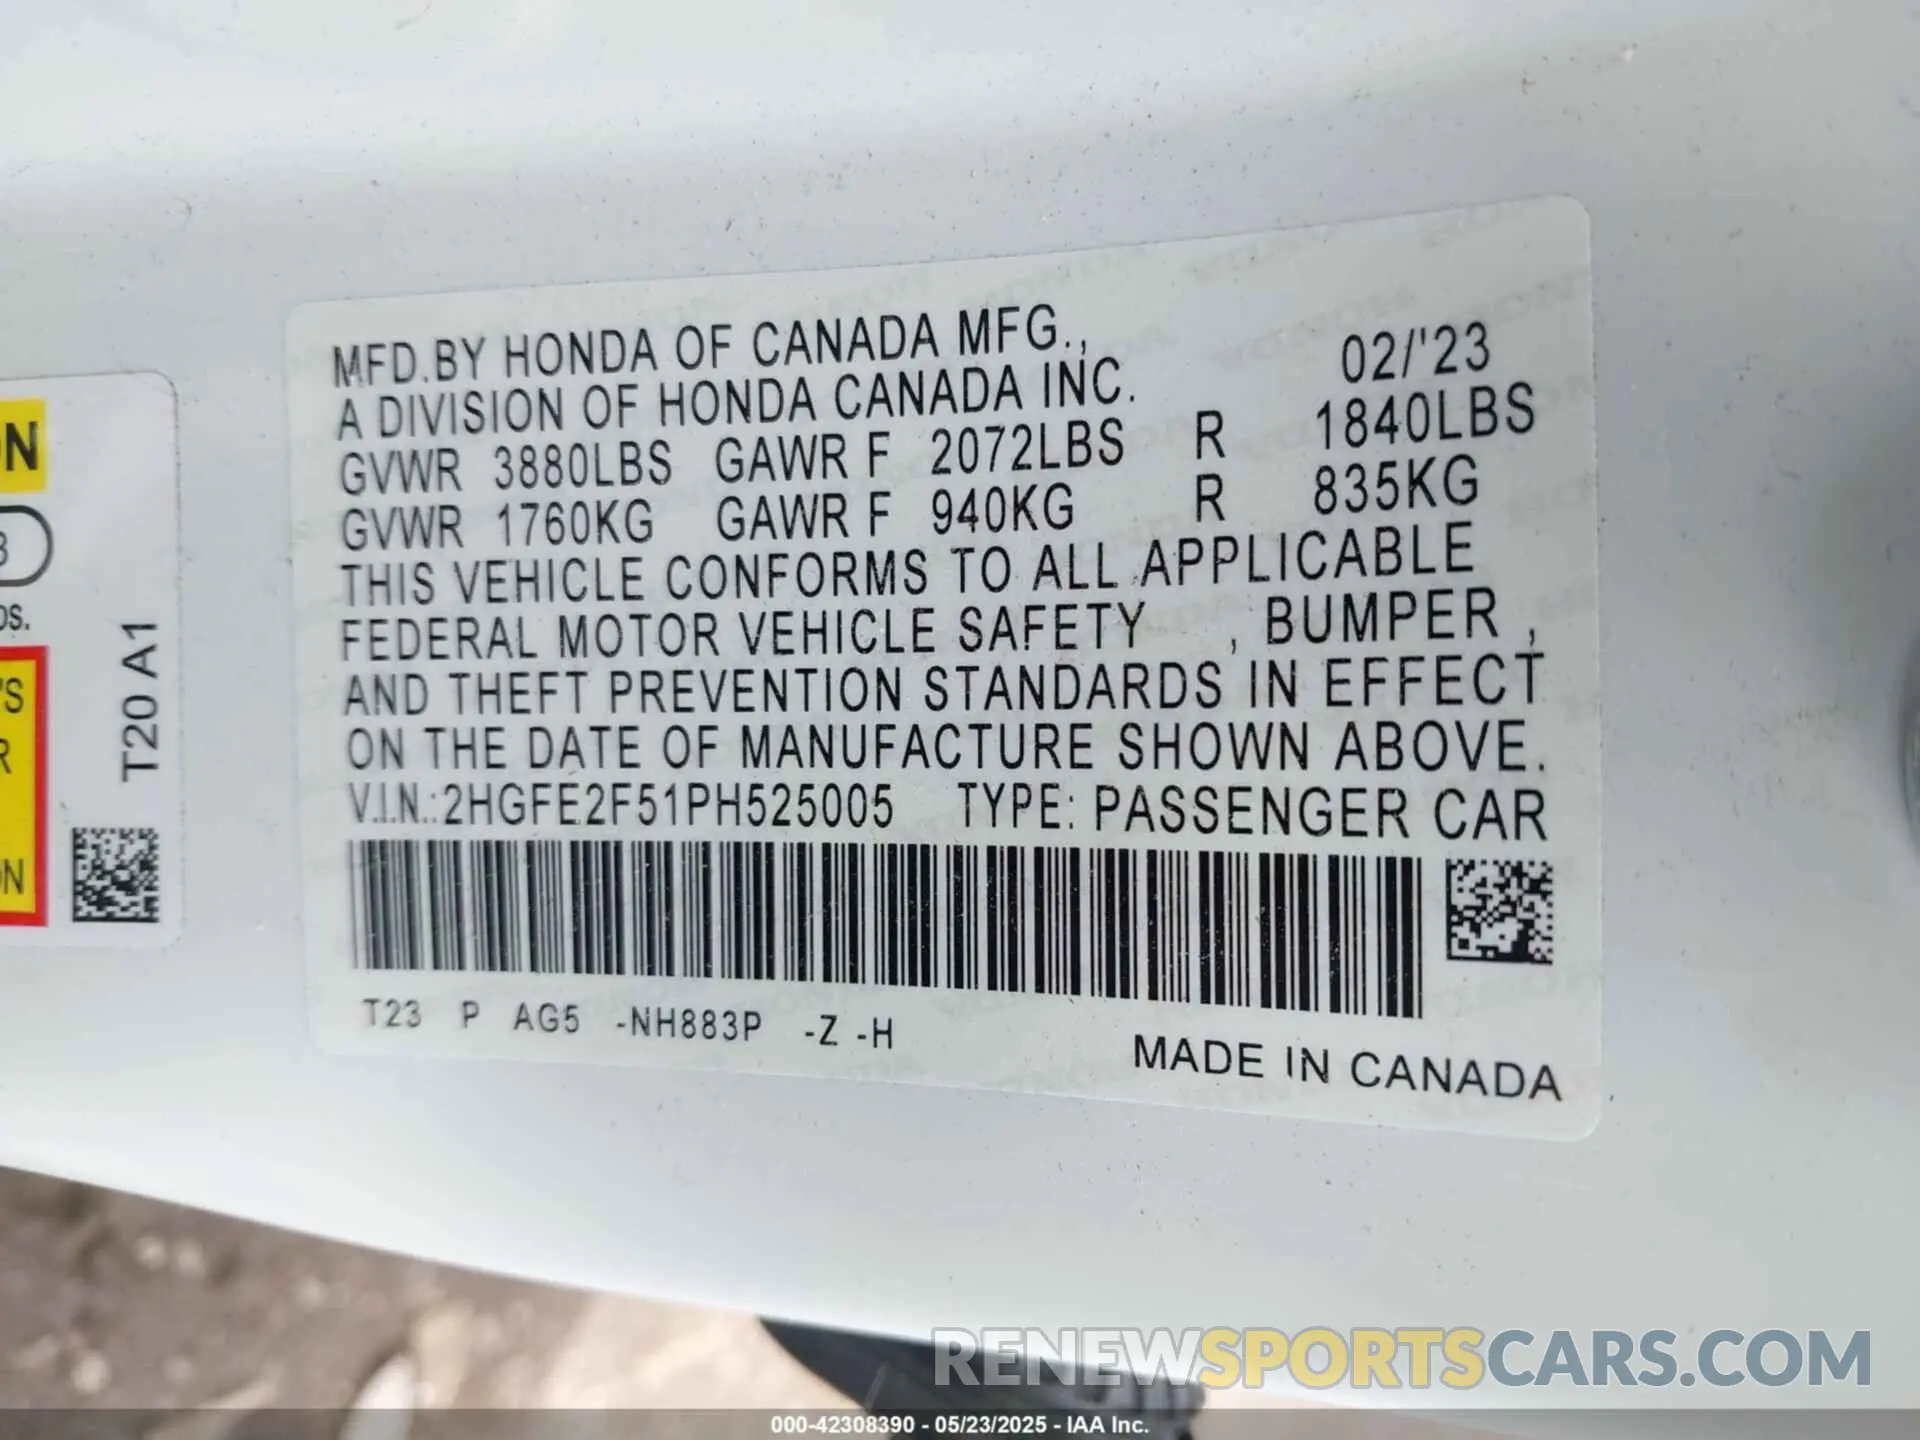 MFD.BY HONDA OF CANADA MFG.,
A DIVISION OF HONDA CANADA INC.
02/'23
GVWR 3880LBS GAWR F 2072LBS R 1840LBS
GVWR 1760KG GAWR F 940KG R 835KG
THIS VEHICLE CONFORMS TO ALL APPLICABLE
FEDERAL MOTOR VEHICLE SAFETY , BUMPER ,
AND THEFT PREVENTION STANDARDS IN EFFECT
ON THE DATE OF MANUFACTURE SHOWN ABOVE.
V.I.N.:2HGFE2F51PH525005 TYPE: PASSENGER CAR
T23 P AG5 -NH883P -Z -H
MADE IN CANADA
T20 A1
RENEWSPORTSCARS.COM
000-42308390 - 05/23/2025 - IAA Inc.